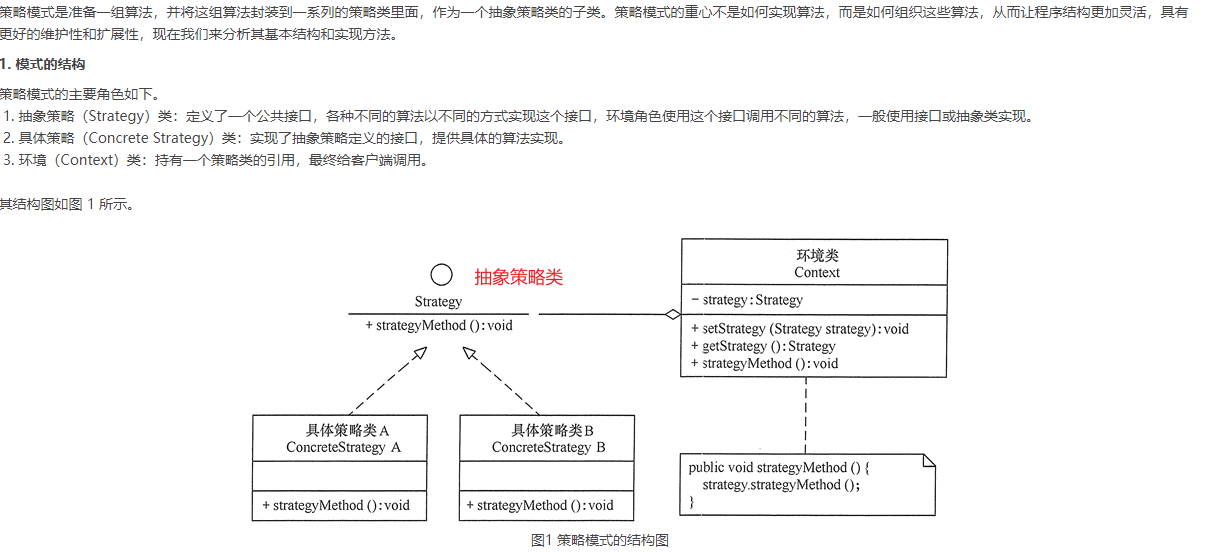 策略模式是准备一组算法，并将这组算法封装到一系列的策略类里面，作为一个抽象策略类的子类。策略模式的重心不是如何实现算法，而是如何组织这些算法，从而让程序结构更加灵活，具有
更好的维护性和扩展性，现在我们来分析其基本结构和实现方法。
1. 模式的结构
策略模式的主要角色如下。
1. 抽象策略（Strategy）类：定义了一个公共接口，各种不同的算法以不同的方式实现这个接口，环境角色使用这个接口调用不同的算法，一般使用接口或抽象类实现。
2. 具体策略（Concrete Strategy）类：实现了抽象策略定义的接口，提供具体的算法实现。
3. 环境（Context）类：持有一个策略类的引用，最终给客户端调用。
其结构图如图 1 所示。
抽象策略类
Strategy
+ strategyMethod ():void
环境类
Context
- strategy:Strategy
+ setStrategy (Strategy strategy):void
+ getStrategy ():Strategy
+ strategyMethod ():void
具体策略类A
ConcreteStrategy A
+ strategyMethod ():void
具体策略类B
ConcreteStrategy B
+ strategyMethod ():void
public void strategyMethod () {
strategy.strategyMethod ();
}
图1 策略模式的结构图